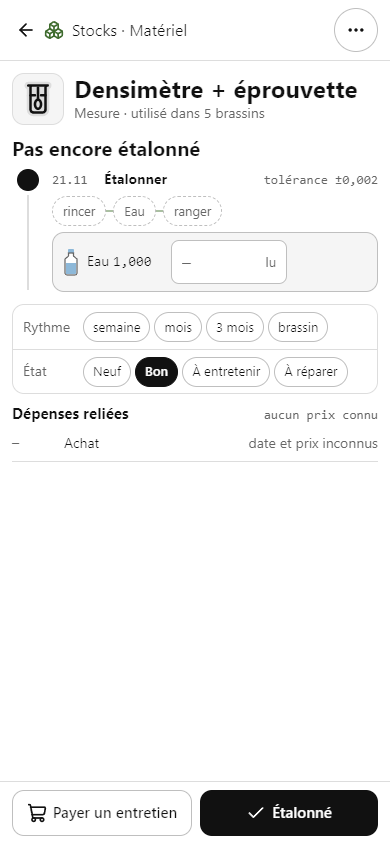 Stocks · Matériel
Densimètre + éprouvette
Mesure · utilisé dans 5 brassins
Pas encore étalonné
21.11 Étalonner tolérance ±0,002
rincer Eau ranger
Eau 1,000 — lu
Rythme semaine mois 3 mois brassin
État Neuf Bon À entretenir À réparer
Dépenses reliées aucun prix connu
— Achat date et prix inconnus
Payer un entretien Étalonné